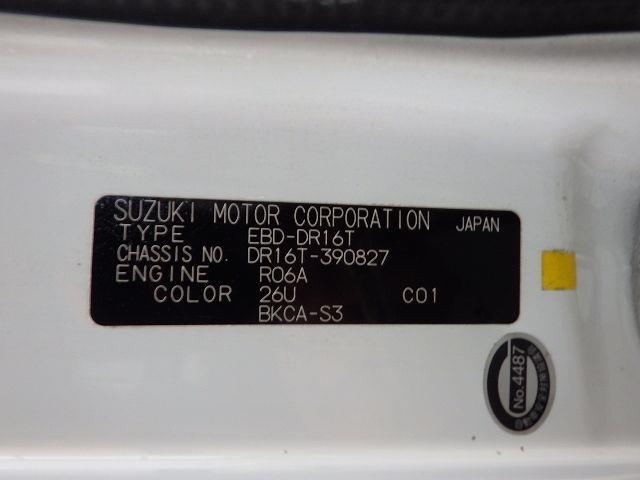 SUZUKI MOTOR CORPORATION JAPAN
TYPE EBD-DR16T
CHASSIS NO. DR16T-390827
ENGINE R06A
COLOR 26U C01
BKCA-S3
No.4487